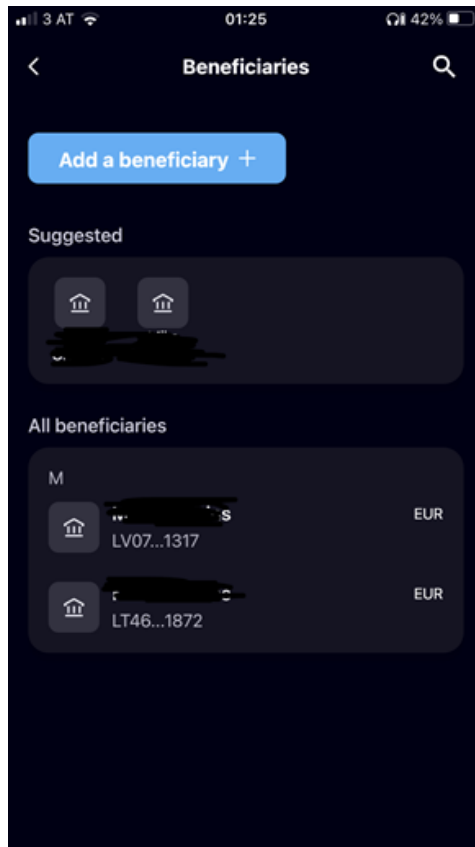 3 AT 01:25 42%
Beneficiaries
Add a beneficiary +
Suggested
All beneficiaries
M
EUR
LV07...1317
EUR
LT46...1872